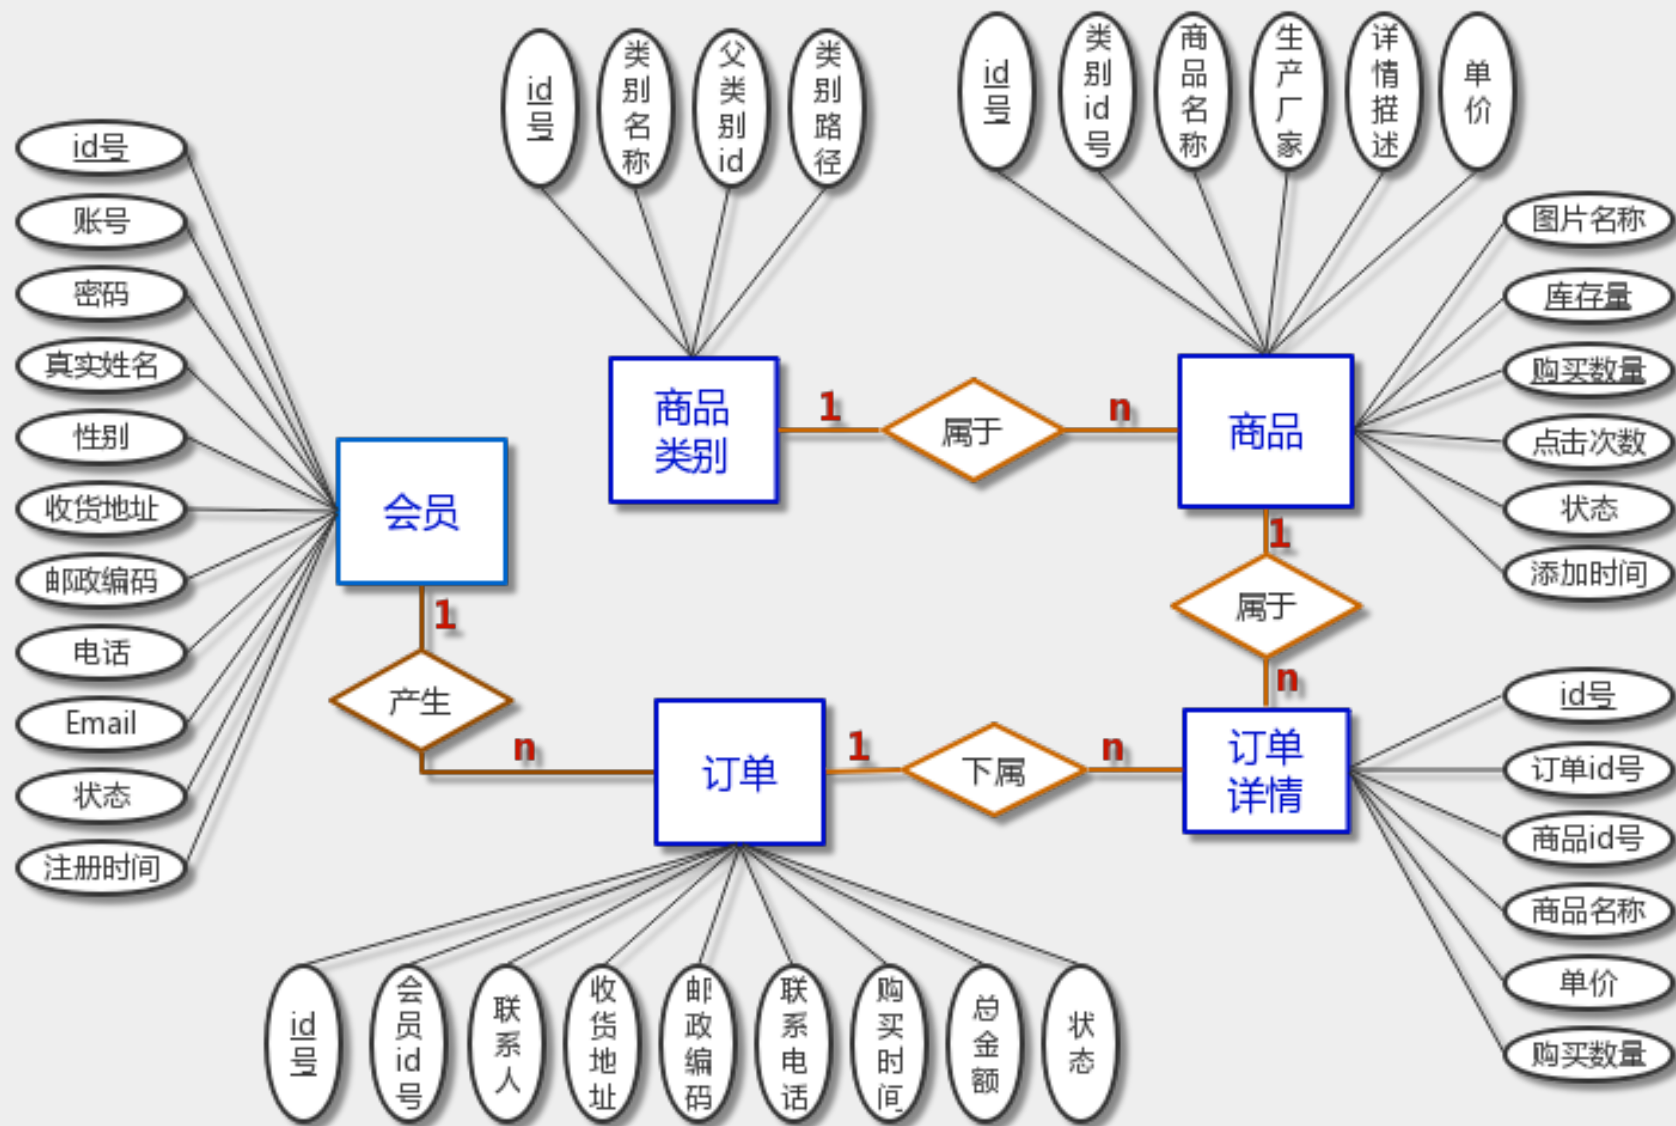 id号
类别名称
父类别id
类别路径
id号
类别id号
商品名称
生产厂家
详情描述
单价
id号
账号
密码
真实姓名
性别
收货地址
邮政编码
电话
Email
状态
注册时间
图片名称
库存量
购买数量
点击次数
状态
添加时间
商品
类别
1
属于
n
商品
会员
1
产生
n
1
属于
n
订单
1
下属
n
订单
详情
id号
订单id号
商品id号
商品名称
单价
购买数量
id号
会员id号
联系人
收货地址
邮政编码
联系电话
购买时间
总金额
状态